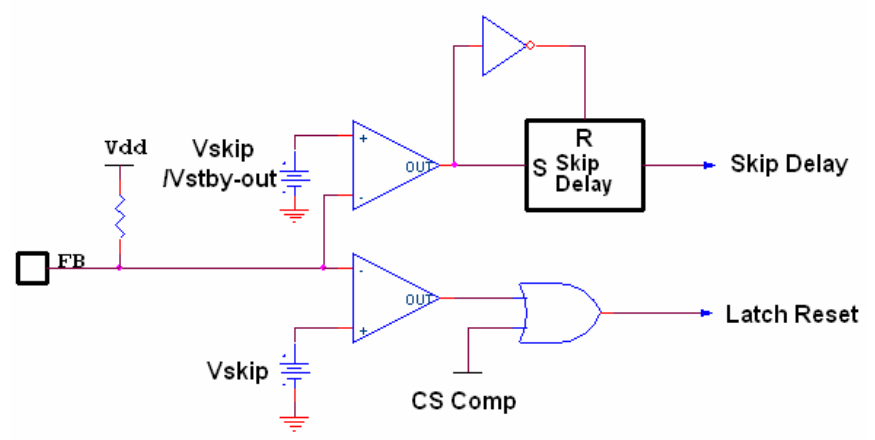 Vdd
Vskip
/Vstby-out
+
-
OUT
R
S Skip
Delay
Skip Delay
FB
-
+
OUT
Latch Reset
Vskip
CS Comp